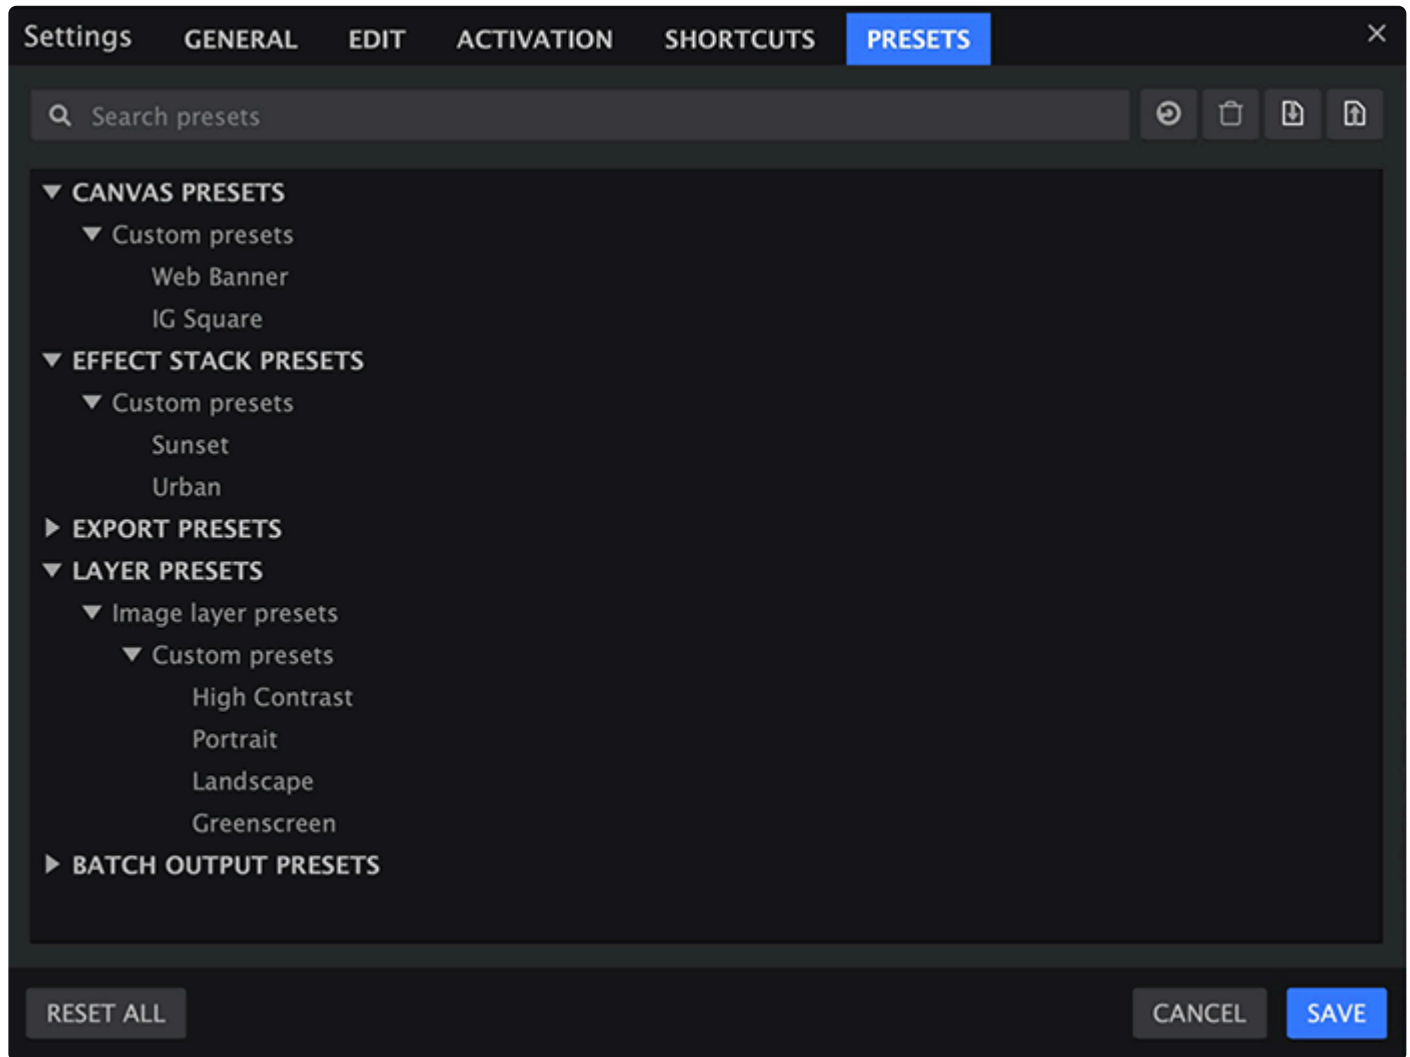 Settings GENERAL EDIT ACTIVATION SHORTCUTS PRESETS
Search presets
CANVAS PRESETS
Custom presets
Web Banner
IG Square
EFFECT STACK PRESETS
Custom presets
Sunset
Urban
EXPORT PRESETS
LAYER PRESETS
Image layer presets
Custom presets
High Contrast
Portrait
Landscape
Greenscreen
BATCH OUTPUT PRESETS
RESET ALL CANCEL SAVE